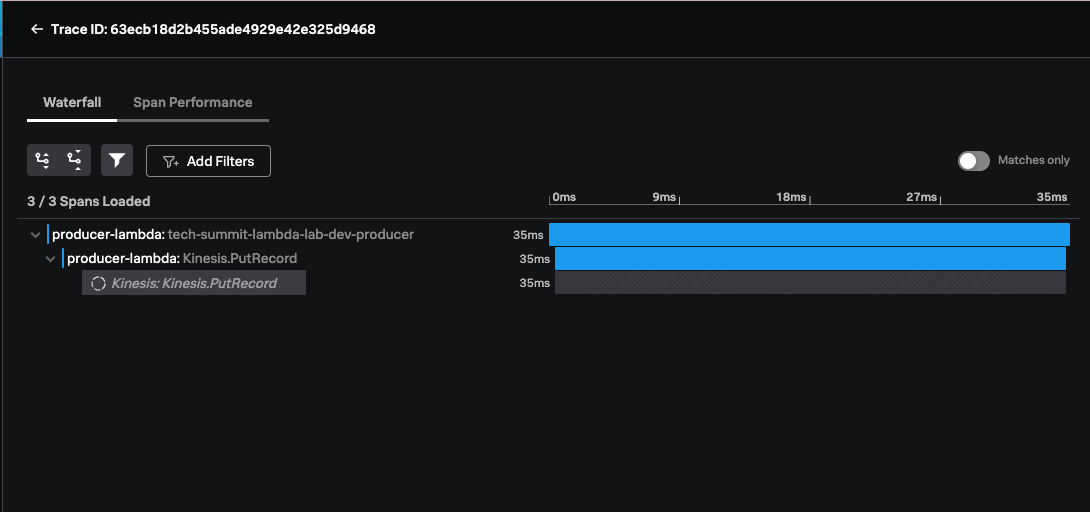 Trace ID: 63ecb18d2b455ade4929e42e325d9468
Waterfall Span Performance
Add Filters Matches only
3 / 3 Spans Loaded 0ms 9ms 18ms 27ms 35ms
producer-lambda: tech-summit-lambda-lab-dev-producer 35ms
producer-lambda: Kinesis.PutRecord 35ms
Kinesis: Kinesis.PutRecord 35ms